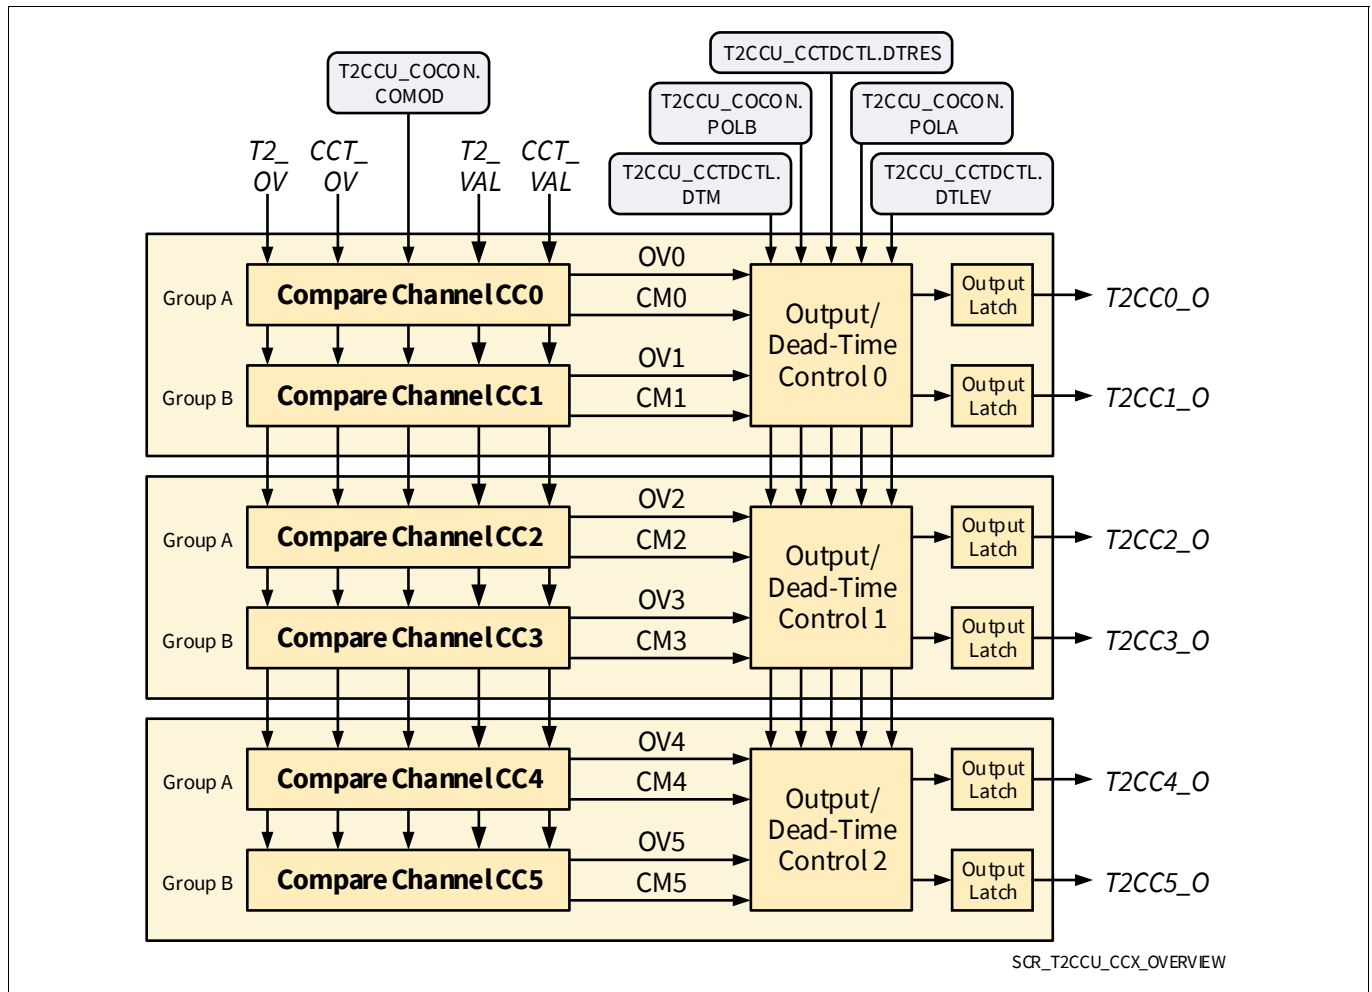 T2CCU_CCTDCTL.DTRES
T2CCU_COCON.
COMOD
T2CCU_COCON.
POLB
T2CCU_COCON.
POLA
T2_
OV
CCT_
OV
T2_
VAL
CCT_
VAL
T2CCU_CCTDCTL.
DTM
T2CCU_CCTDCTL.
DTLEV
Group A
Compare Channel CC0
OV0
CM0
Output/
Dead-Time
Control 0
Output
Latch
T2CC0_O
Group B
Compare Channel CC1
OV1
CM1
Output
Latch
T2CC1_O
Group A
Compare Channel CC2
OV2
CM2
Output/
Dead-Time
Control 1
Output
Latch
T2CC2_O
Group B
Compare Channel CC3
OV3
CM3
Output
Latch
T2CC3_O
Group A
Compare Channel CC4
OV4
CM4
Output/
Dead-Time
Control 2
Output
Latch
T2CC4_O
Group B
Compare Channel CC5
OV5
CM5
Output
Latch
T2CC5_O
SCR_T2CCU_CCX_OVERVIEW